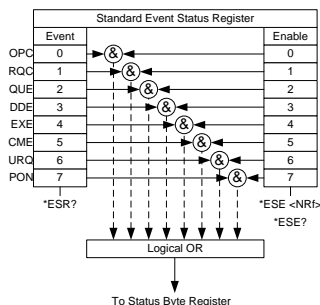 Standard Event Status Register
Event Enable
OPC 0 & 0
RQC 1 & 1
QUE 2 & 2
DDE 3 & 3
EXE 4 & 4
CME 5 & 5
URQ 6 & 6
PON 7 & 7
*ESR? *ESE <NRf>
*ESE?
Logical OR
To Status Byte Register